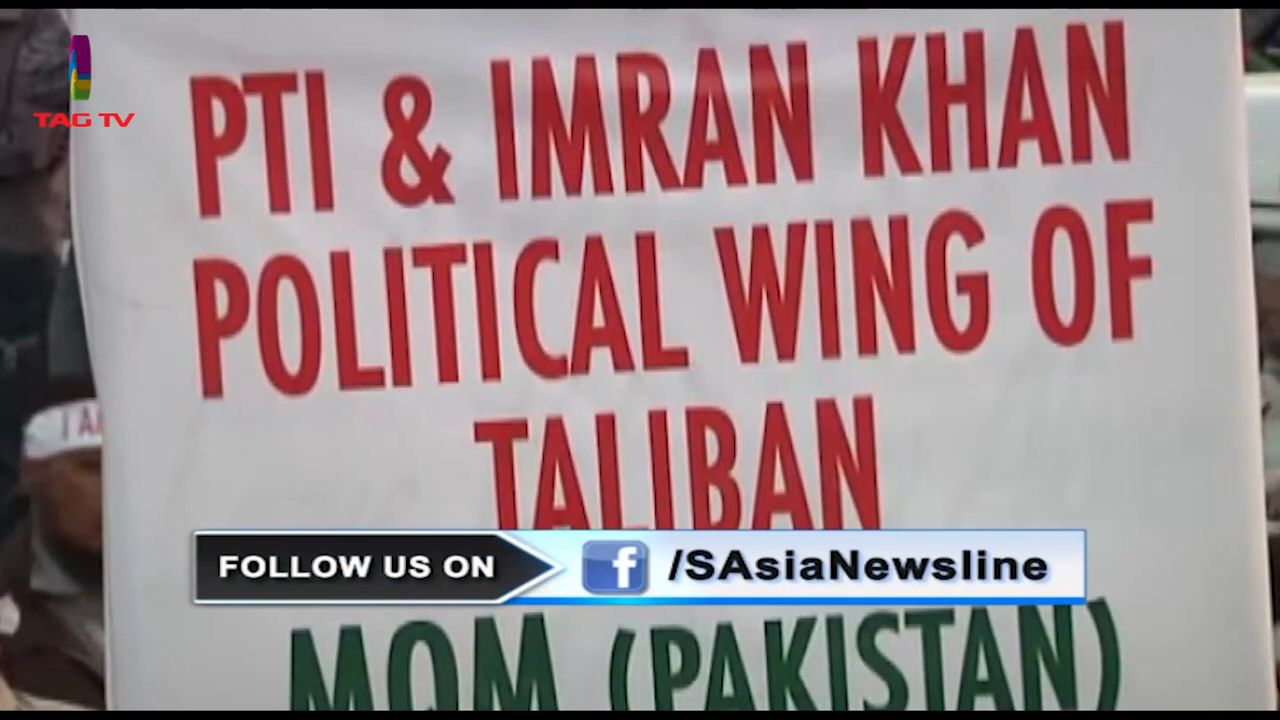 TAG TV
PTI & IMRAN KHAN
POLITICAL WING OF
TALIBAN
FOLLOW US ON f /SAsiaNewsline
MQM (PAKISTAN)
I A